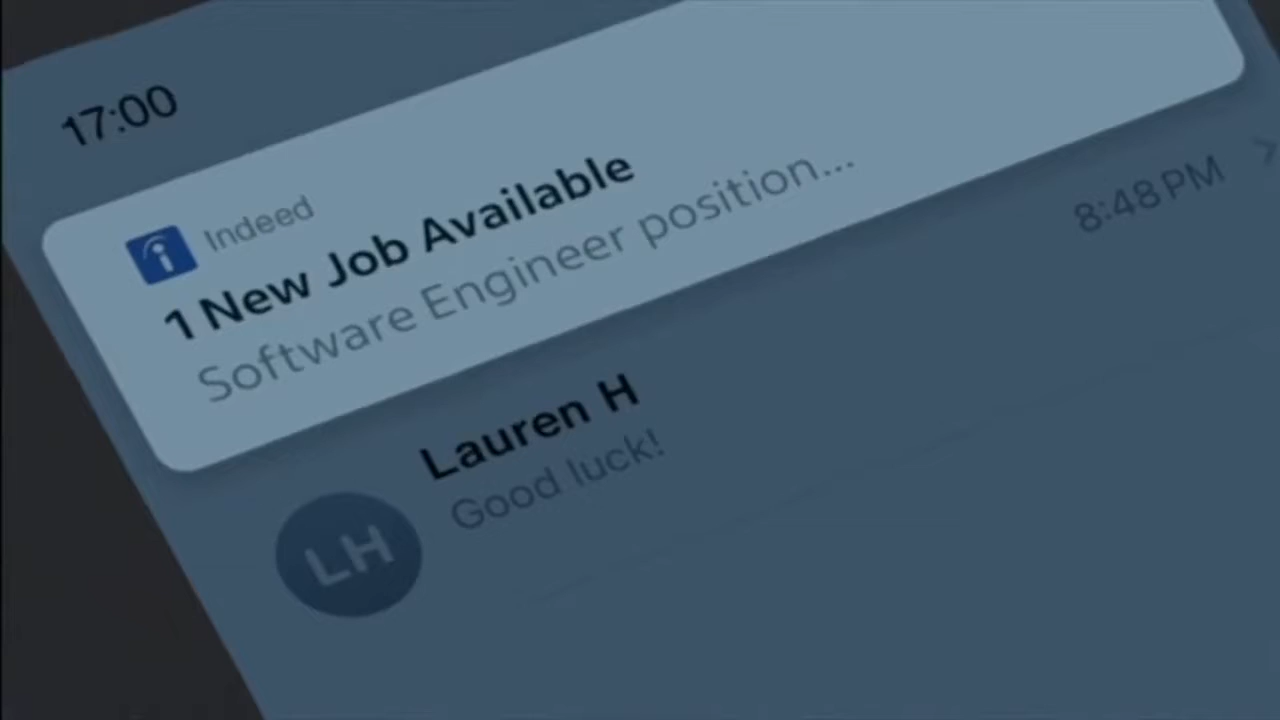 17:00
Indeed
1 New Job Available
Software Engineer position...
8:48 PM
Lauren H
Good luck!
LH